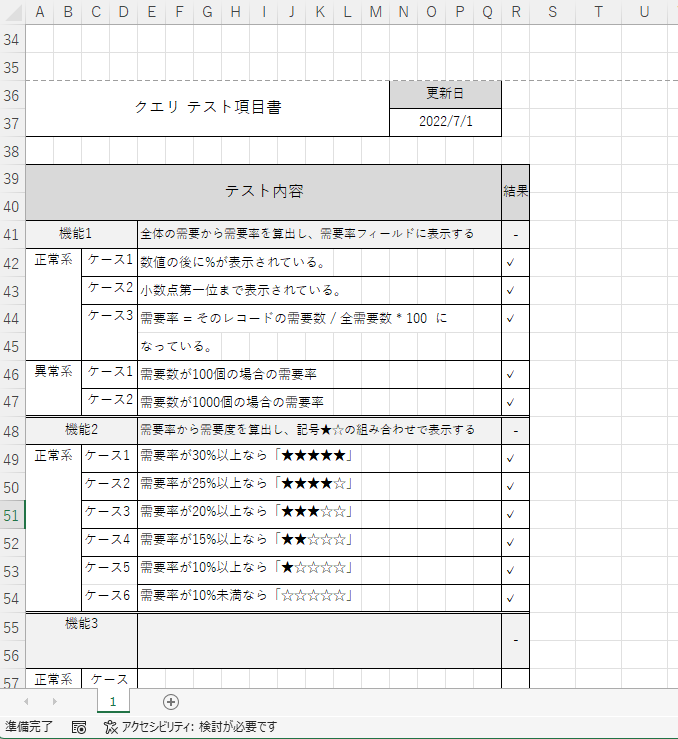 A B C D E F G H I J K L M N O P Q R S T U
34
35
36 クエリ テスト項目書 更新日
37 2022/7/1
38
39 テスト内容 結果
40
41 機能1 全体の需要から需要率を算出し、需要率フィールドに表示する -
42 正常系 ケース1 数値の後に%が表示されている。 ✓
43 ケース2 小数点第一位まで表示されている。 ✓
44 ケース3 需要率 = そのレコードの需要数 / 全需要数 * 100 に ✓
45 なっている。
46 異常系 ケース1 需要数が100個の場合の需要率 ✓
47 ケース2 需要数が1000個の場合の需要率 ✓
48 機能2 需要率から需要度を算出し、記号★☆の組み合わせで表示する -
49 正常系 ケース1 需要率が30%以上なら「★★★★★」 ✓
50 ケース2 需要率が25%以上なら「★★★★☆」 ✓
51 ケース3 需要率が20%以上なら「★★★☆☆」 ✓
52 ケース4 需要率が15%以上なら「★★☆☆☆」 ✓
53 ケース5 需要率が10%以上なら「★☆☆☆☆」 ✓
54 ケース6 需要率が10%未満なら「☆☆☆☆☆」 ✓
55 機能3 -
56
57 正常系 ケース
1
準備完了 アクセシビリティ: 検討が必要です